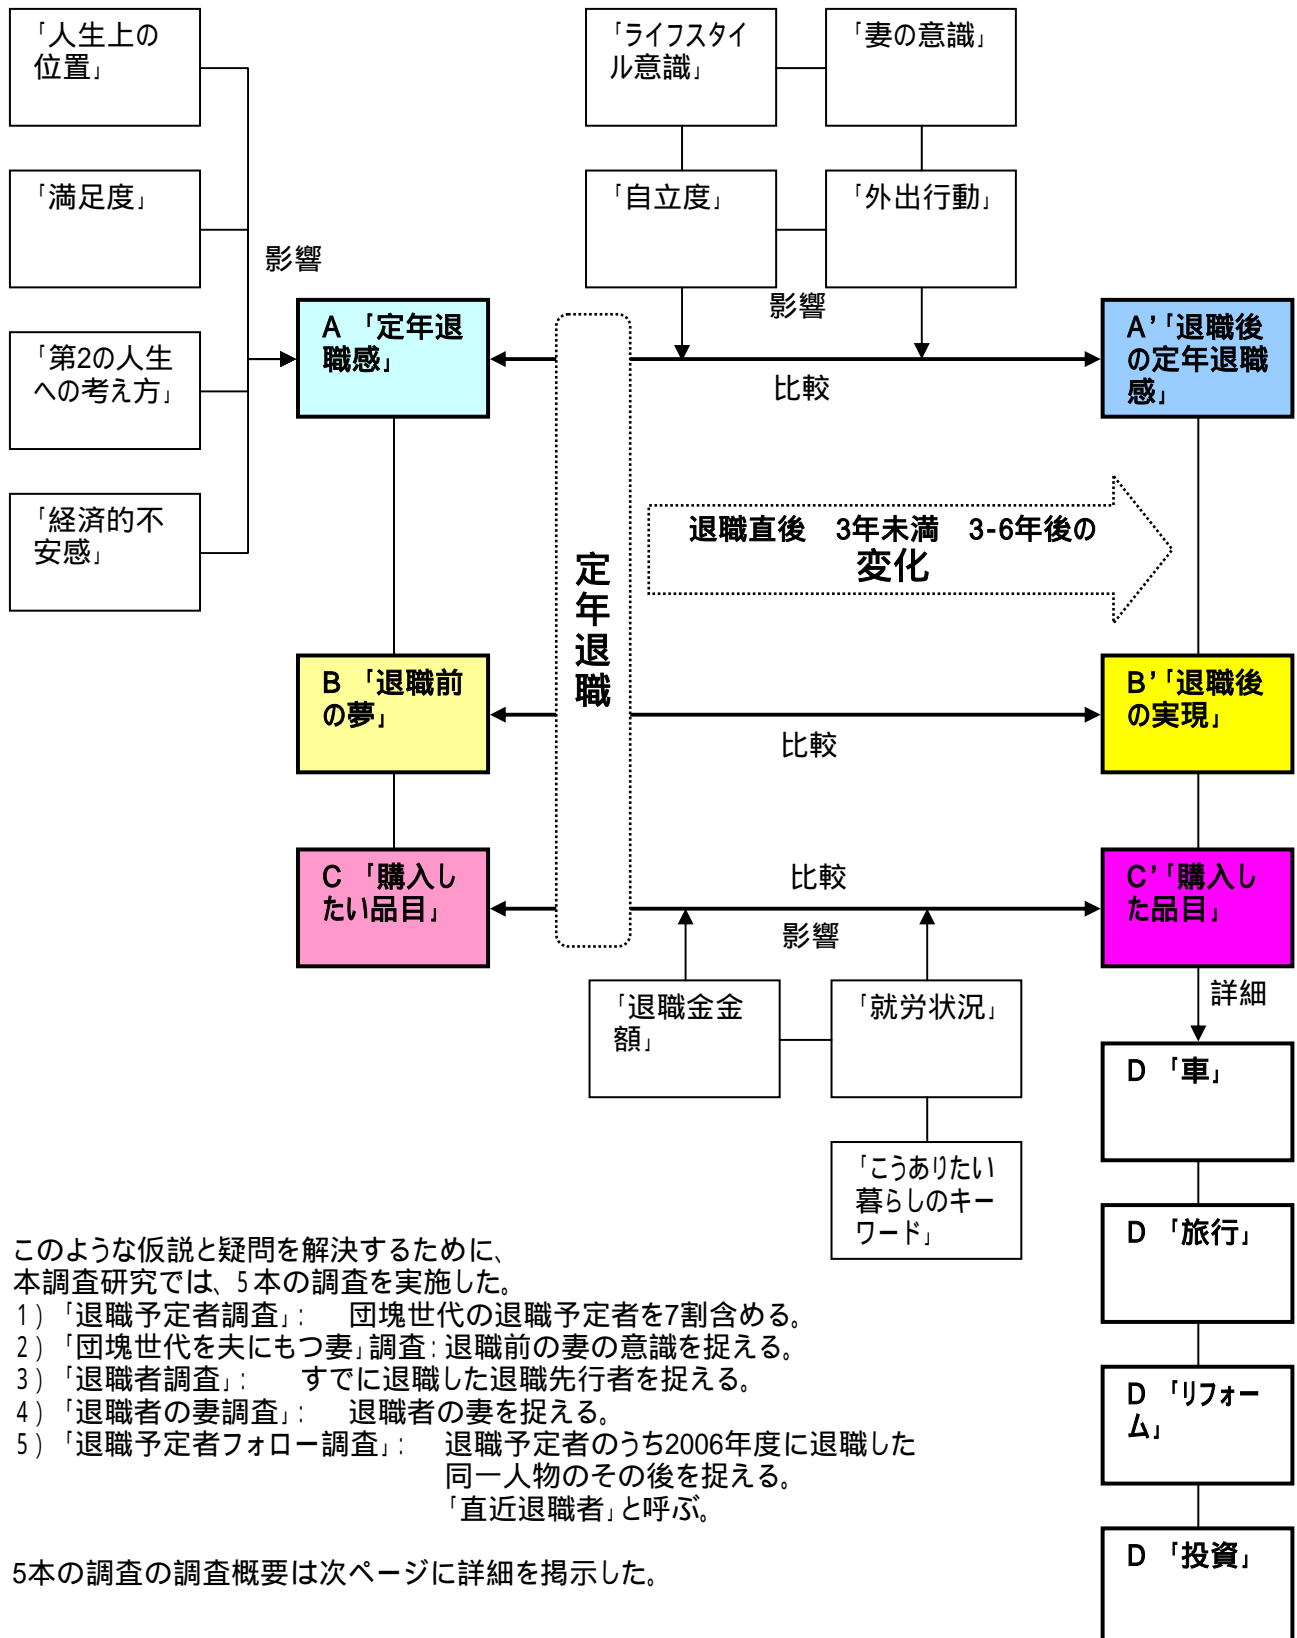 「人生上の
位置」
「ライフスタイ
ル意識」
「妻の意識」
「満足度」
「自立度」
「外出行動」
影響
影響
「第2の人生
への考え方」
A 「定年退
職感」
A’「退職後
の定年退職
感」
比較
「経済的不
安感」
退職直後 3年未満 3-6年後の
変化
定年退職
B 「退職前
の夢」
B’「退職後
の実現」
比較
C 「購入し
たい品目」
比較
C’「購入し
た品目」
影響
「退職金金
額」
「就労状況」
詳細
D 「車」
「こうありたい
暮らしのキー
ワード」
D 「旅行」
D 「リフォー
ム」
D 「投資」
このような仮説と疑問を解決するために、
本調査研究では、5本の調査を実施した。
1)「退職予定者調査」: 団塊世代の退職予定者を7割含める。
2)「団塊世代を夫にもつ妻」調査:退職前の妻の意識を捉える。
3)「退職者調査」: すでに退職した退職先行者を捉える。
4)「退職者の妻調査」: 退職者の妻を捉える。
5)「退職予定者フォロー調査」: 退職予定者のうち2006年度に退職した
同一人物のその後を捉える。
「直近退職者」と呼ぶ。
5本の調査の調査概要は次ページに詳細を掲示した。